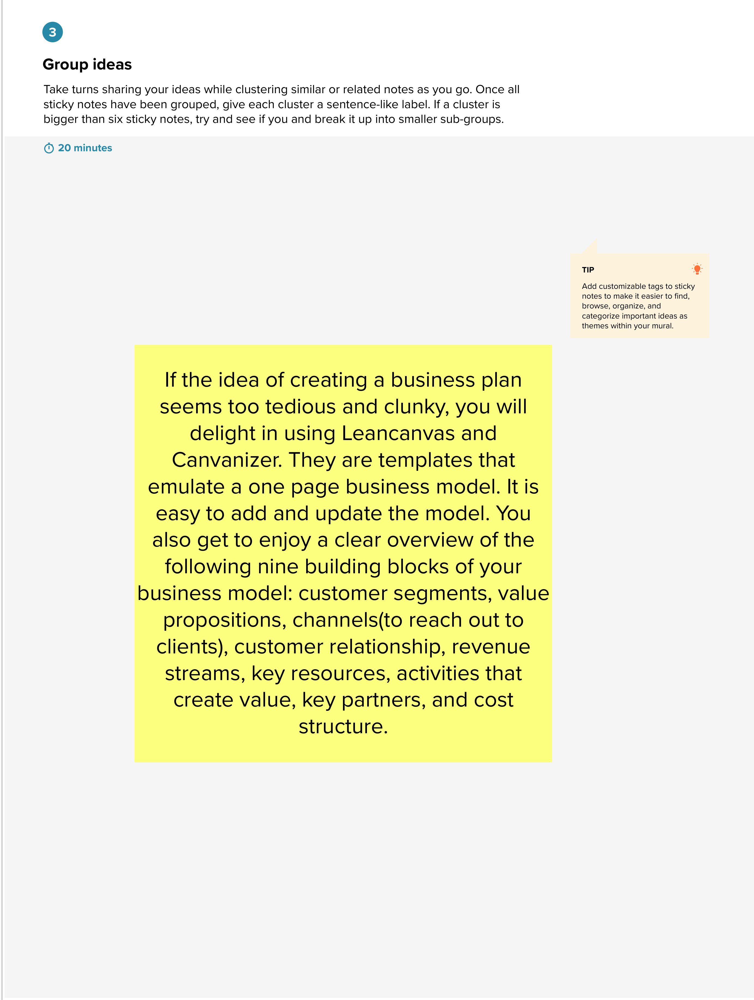 3
Group ideas
Take turns sharing your ideas while clustering similar or related notes as you go. Once all
sticky notes have been grouped, give each cluster a sentence-like label. If a cluster is
bigger than six sticky notes, try and see if you and break it up into smaller sub-groups.
20 minutes
TIP
Add customizable tags to sticky
notes to make it easier to find,
browse, organize, and
categorize important ideas as
themes within your mural.
If the idea of creating a business plan
seems too tedious and clunky, you will
delight in using Leancanvas and
Canvanizer. They are templates that
emulate a one page business model. It is
easy to add and update the model. You
also get to enjoy a clear overview of the
following nine building blocks of your
business model: customer segments, value
propositions, channels(to reach out to
clients), customer relationship, revenue
streams, key resources, activities that
create value, key partners, and cost
structure.